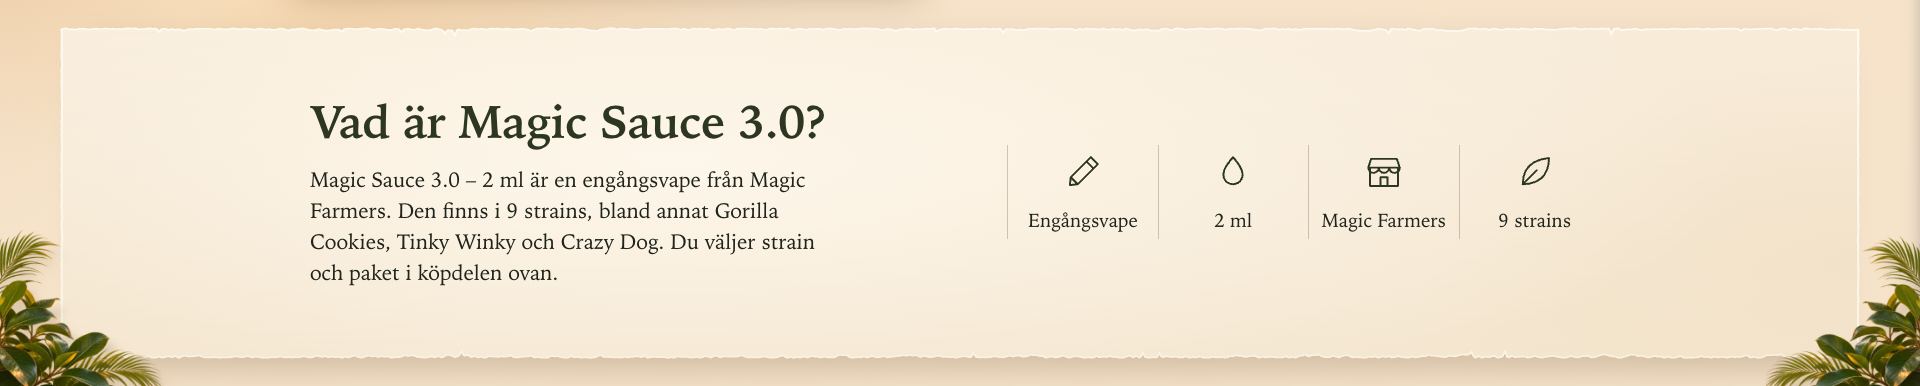 Vad är Magic Sauce 3.0?
Magic Sauce 3.0 – 2 ml är en engångsvape från Magic
Farmers. Den finns i 9 strains, bland annat Gorilla
Cookies, Tinky Winky och Crazy Dog. Du väljer strain
och paket i köpdelen ovan.
Engångsvape
2 ml
Magic Farmers
9 strains